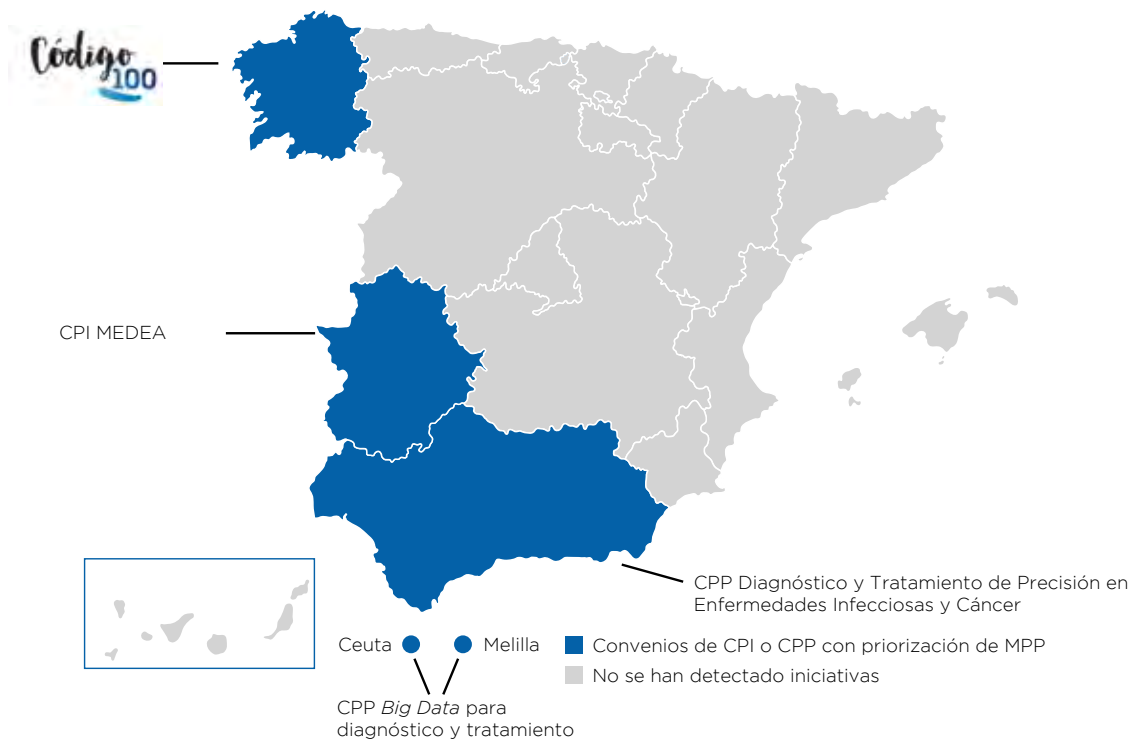 Código
100
CPI MEDEA
CPP Diagnóstico y Tratamiento de Precisión en
Enfermedades Infecciosas y Cáncer
Ceuta
Melilla
Convenios de CPI o CPP con priorización de MPP
No se han detectado iniciativas
CPP Big Data para
diagnóstico y tratamiento